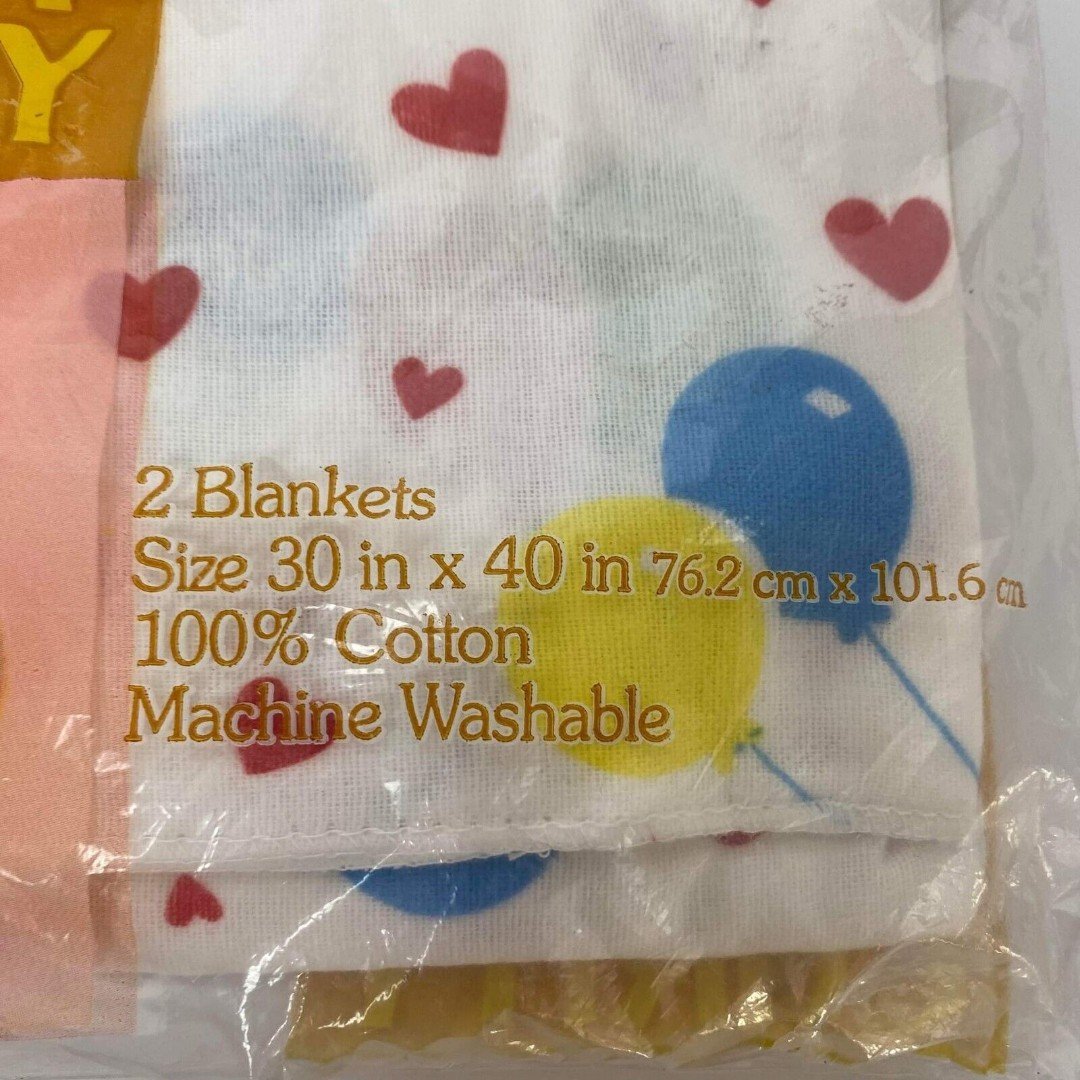 Y
2 Blankets
Size 30 in x 40 in 76.2 cm x 101.6 cm
100% Cotton
Machine Washable